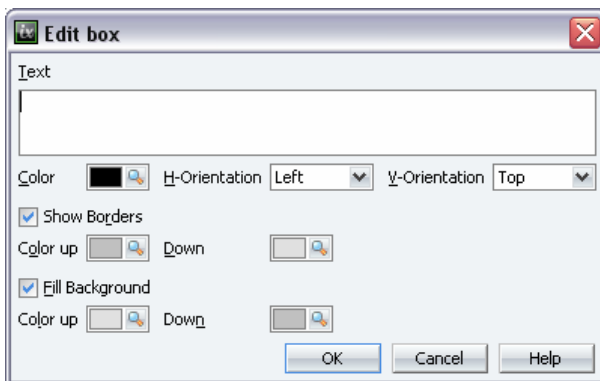 Edit box
Text
Color H-Orientation Left V-Orientation Top
Show Borders
Color up Down
Fill Background
Color up Down
OK Cancel Help